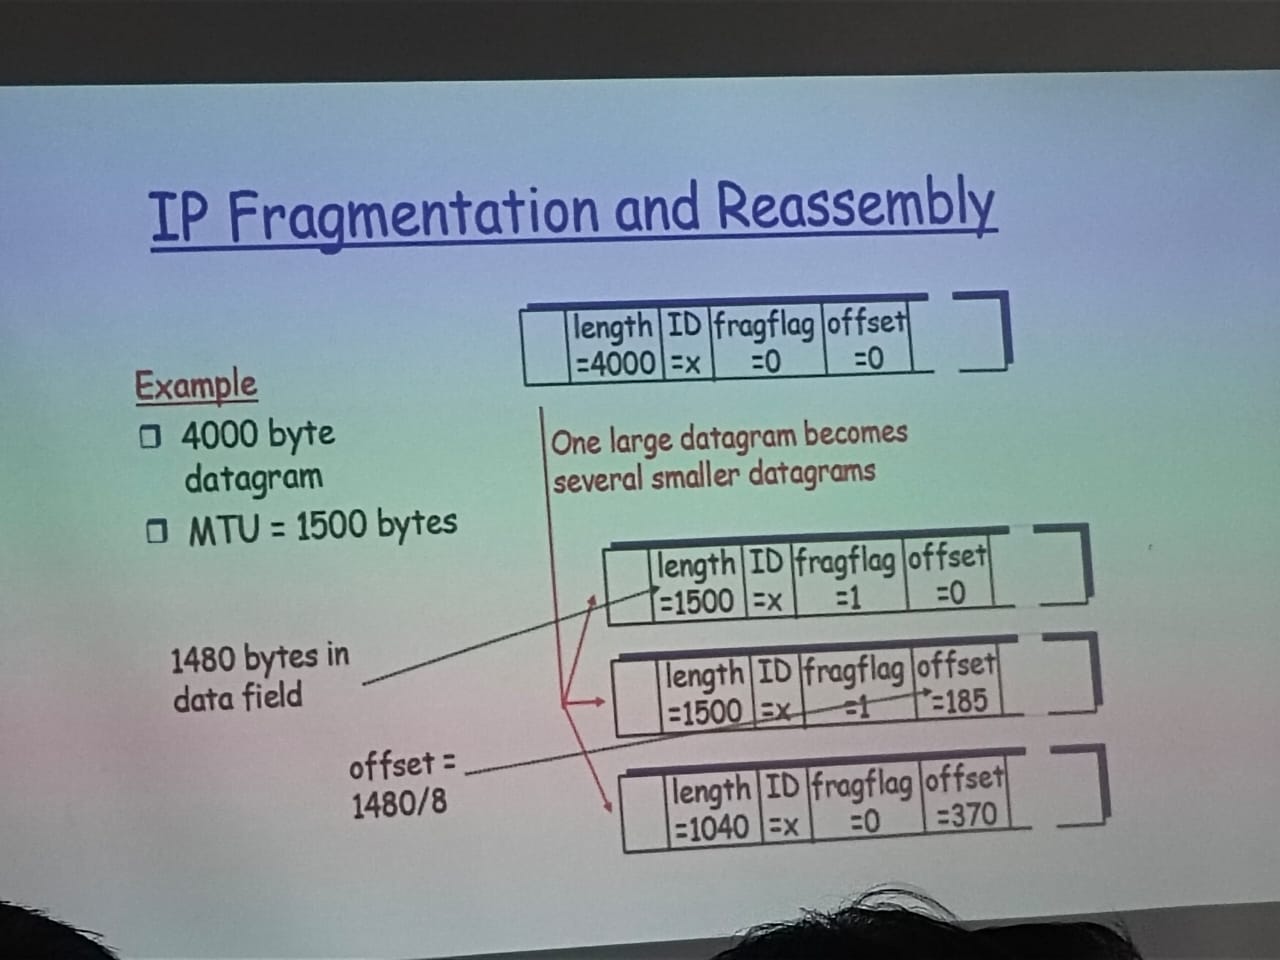 IP Fragmentation and Reassembly
length ID fragflag offset
=4000 =x =0 =0
Example
4000 byte
datagram
MTU = 1500 bytes
One large datagram becomes
several smaller datagrams
length ID fragflag offset
=1500 =x =1 =0
1480 bytes in
data field
length ID fragflag offset
=1500 =x =1 =185
offset =
1480/8
length ID fragflag offset
=1040 =x =0 =370